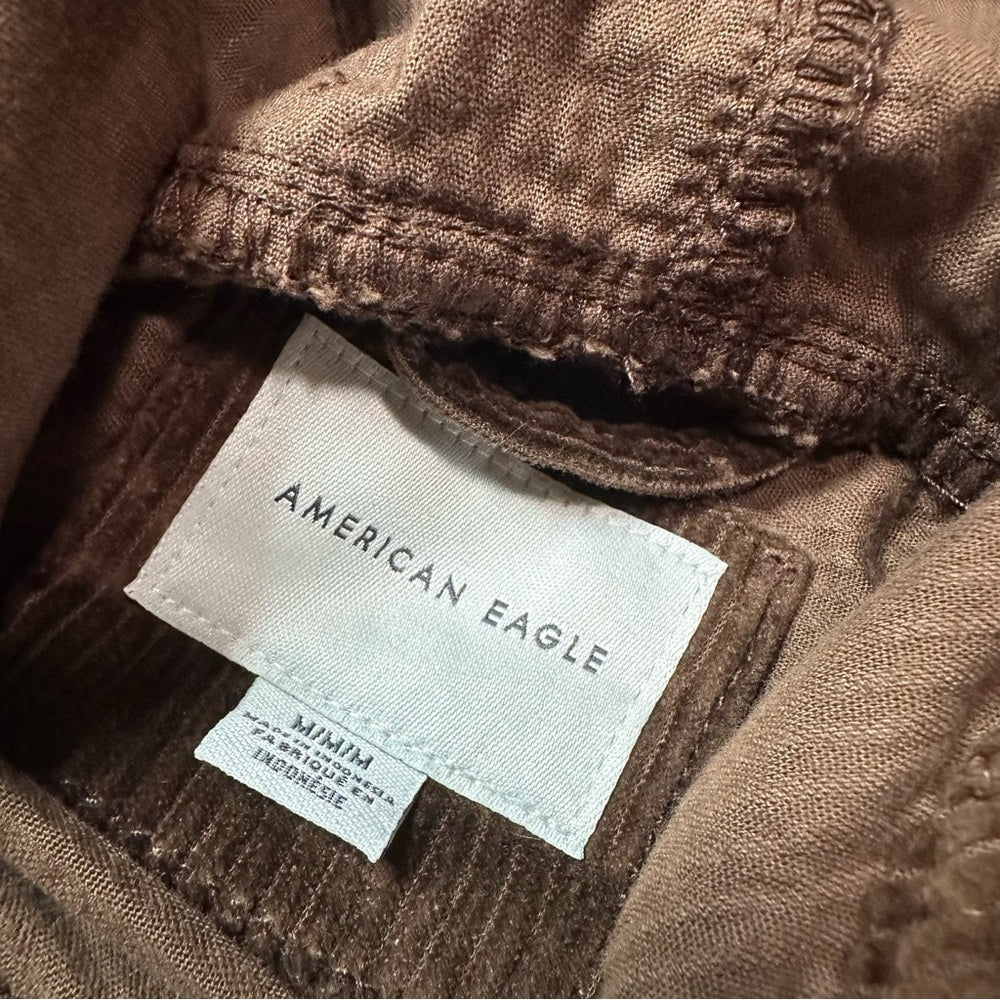 AMERICAN EAGLE
M/M/M
MADE IN INDONESIA
FABRIQUÉ EN
INDONÉSIE